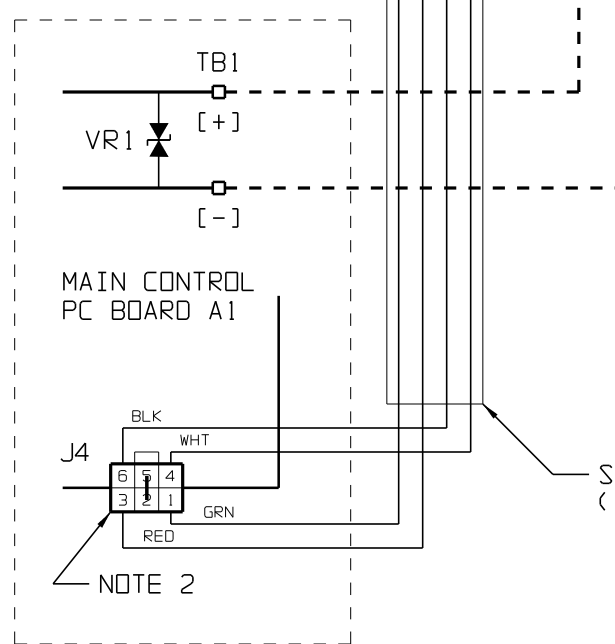 TB1
[+]
VR1
[-]
MAIN CONTROL
PC BOARD A1
BLK
WHT
J4
6 5 4
3 2 1
GRN
RED
NOTE 2
S
(